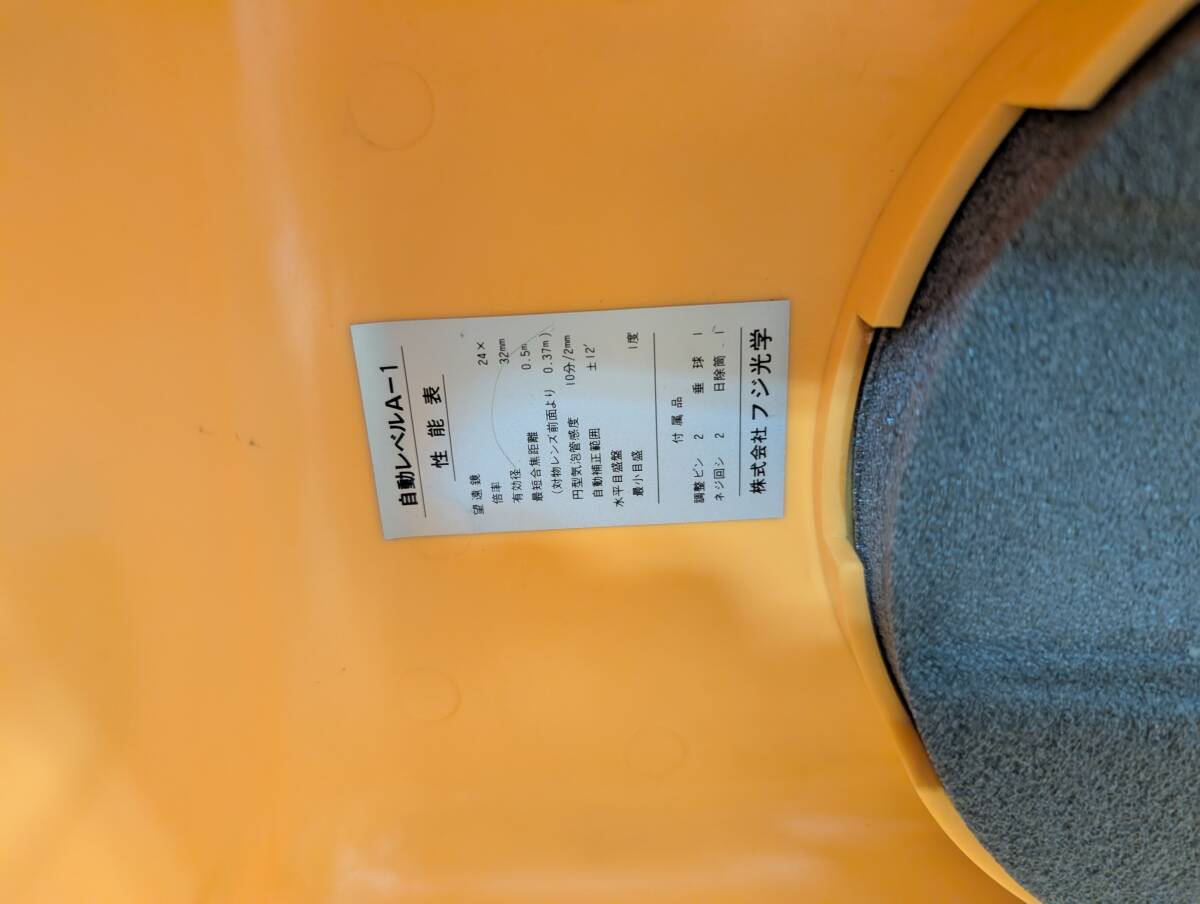 自動レベルA-1
性能表
望遠鏡
倍率 24×
有効径 32mm
最短合焦距離 0.5m
(対物レンズ前面より 0.37m)
円型気泡管感度 10分/2mm
自動補正範囲 ±12′
水平目盛盤
最小目盛 1度
付属品
調整ピン 2 垂球 1
ネジ回シ 2 日除筒 1
株式会社フジ光学